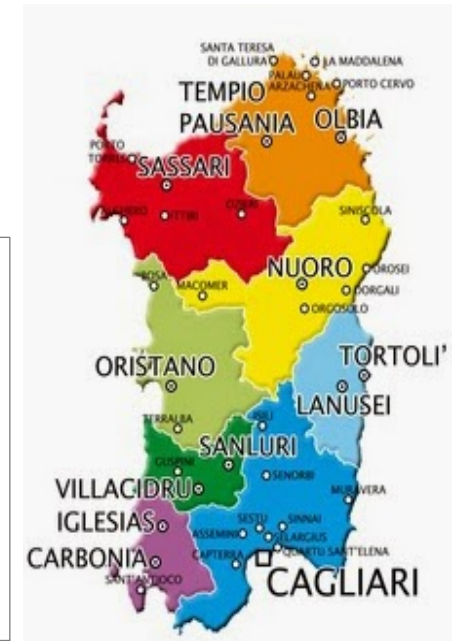 SANTA TERESA
DI GALLURA
LA MADDALENA
PALAU
ARZACHENA
PORTO CERVO
TEMPIO
PAUSANIA
OLBIA
PORTO
TORRES
SASSARI
ALGHERO
ITTIRI
OZIERI
SINISCOLA
NUORO
OROSEI
BOSA
MACOMER
DORGALI
ORGOSOLO
ORISTANO
TORTOLI'
LANUSEI
TERRALBA
ISILI
SANLURI
GUSPINI
SENORBI
VILLACIDRU
MURAVERA
IGLESIAS
SESTU
SINNAI
ASSEMINI
SELARGIUS
CARBONIA
CAPTERRA
QUARTU SANT'ELENA
SANT'ANTIOCO
CAGLIARI